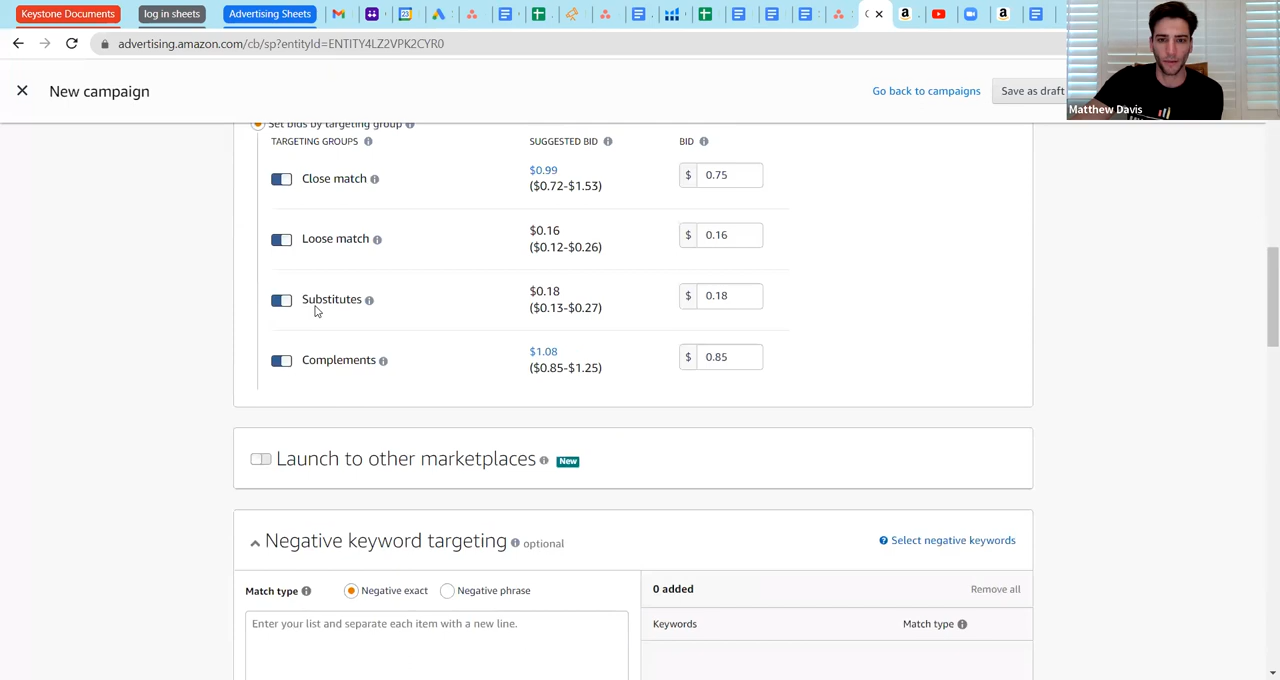 Keystone Documents
log in sheets
Advertising Sheets
advertising.amazon.com/cb/sp?entityId=ENTITY4LZ2VPK2CYR0
New campaign
Go back to campaigns
Save as draft
Matthew Davis
Set bids by targeting group
TARGETING GROUPS
SUGGESTED BID
BID
Close match
$0.99
($0.72-$1.53)
$ 0.75
Loose match
$0.16
($0.12-$0.26)
$ 0.16
Substitutes
$0.18
($0.13-$0.27)
$ 0.18
Complements
$1.08
($0.85-$1.25)
$ 0.85
Launch to other marketplaces
New
Negative keyword targeting optional
Select negative keywords
Match type
Negative exact
Negative phrase
Enter your list and separate each item with a new line.
0 added
Remove all
Keywords
Match type